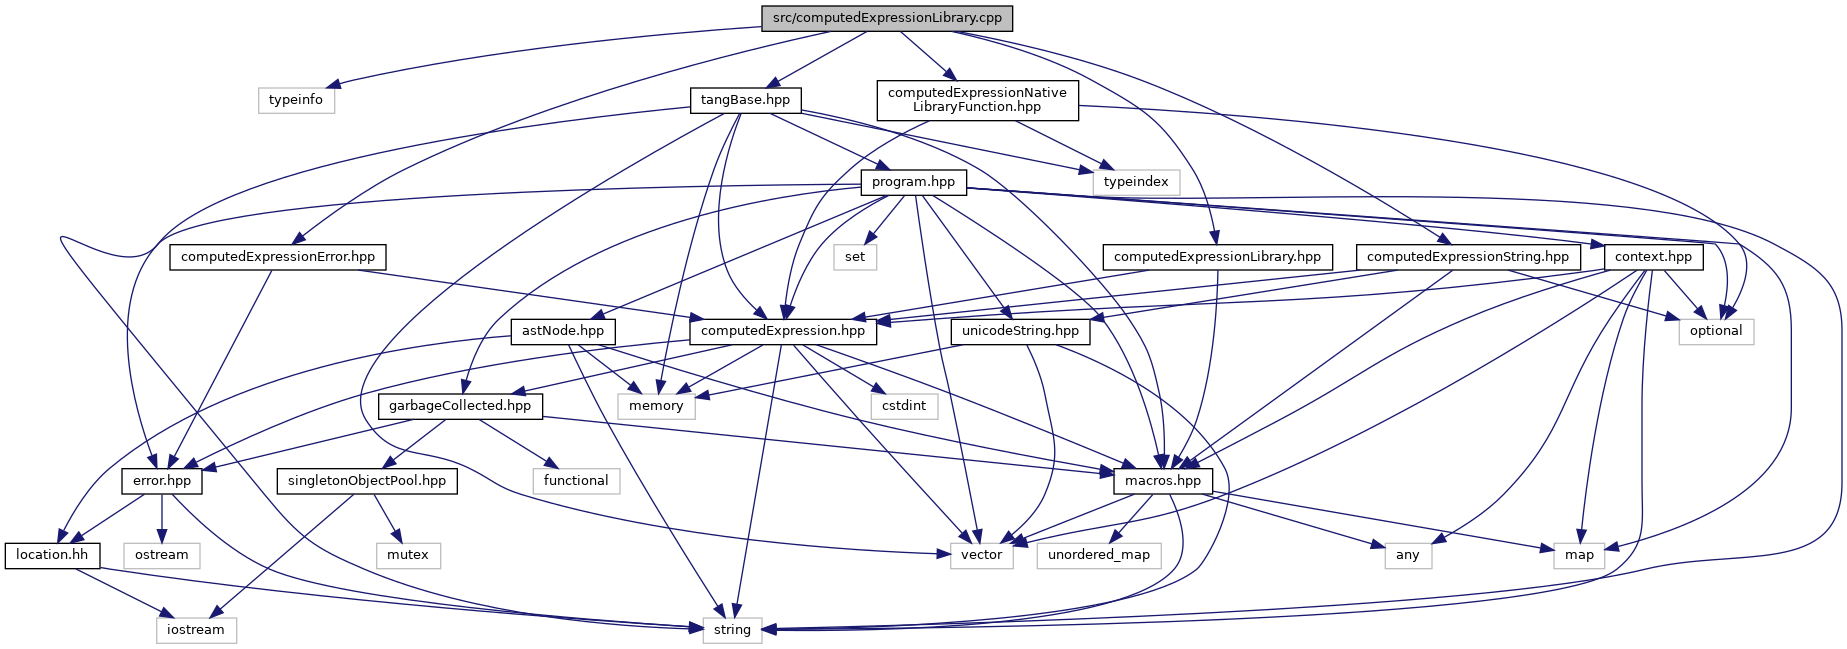 src/computedExpressionLibrary.cpp
typeinfo
tangBase.hpp
computedExpressionNative
LibraryFunction.hpp
program.hpp
typeindex
computedExpressionError.hpp
set
computedExpressionLibrary.hpp
computedExpressionString.hpp
context.hpp
astNode.hpp
computedExpression.hpp
unicodeString.hpp
optional
garbageCollected.hpp
memory
cstdint
error.hpp
singletonObjectPool.hpp
functional
macros.hpp
location.hh
ostream
mutex
vector
unordered_map
any
map
iostream
string